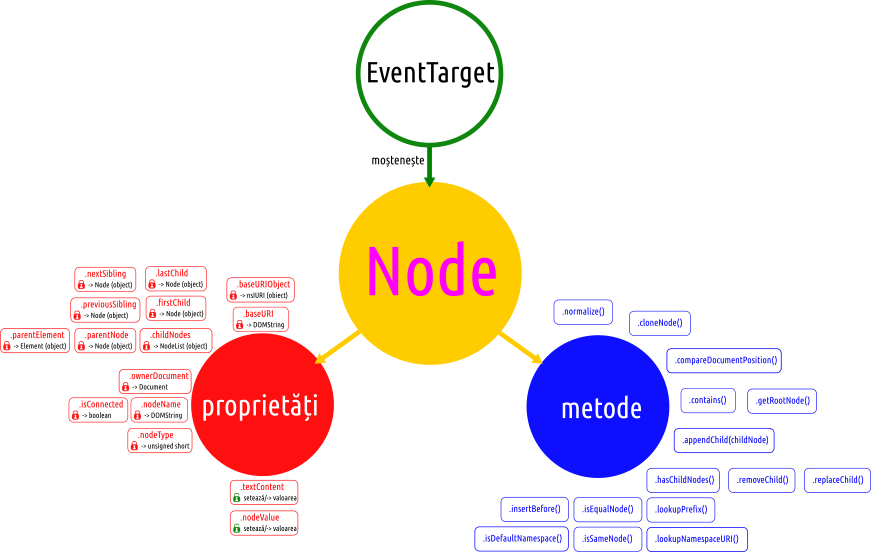 EventTarget
moștenește
Node
.nextSibling
-> Node (object)
.lastChild
-> Node (object)
.baseURIObject
-> nsIURI (obiect)
.previousSibling
-> Node (object)
.firstChild
-> Node (object)
.baseURI
-> DOMString
.parentElement
-> Element (object)
.parentNode
-> Node (object)
.childNodes
-> NodeList (object)
.ownerDocument
-> Document
.isConnected
-> boolean
.nodeName
-> DOMString
.nodeType
-> unsigned short
proprietăți
.textContent
setează/-> valoarea
.nodeValue
setează/-> valoarea
metode
.normalize()
.cloneNode()
.compareDocumentPosition()
.contains()
.getRootNode()
.appendChild(childNode)
.hasChildNodes()
.removeChild()
.replaceChild()
.insertBefore()
.isEqualNode()
.lookupPrefix()
.isDefaultNamespace()
.isSameNode()
.lookupNamespaceURI()